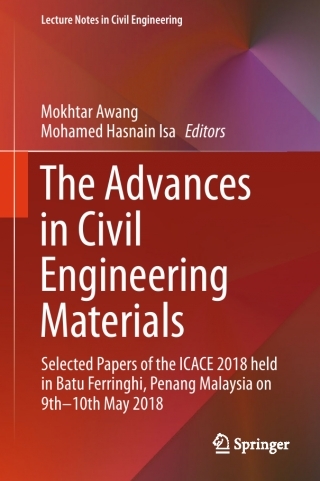 Lecture Notes in Civil Engineering
Mokhtar Awang
Mohamed Hasnain Isa Editors
The Advances
in Civil
Engineering
Materials
Selected Papers of the ICACE 2018 held
in Batu Ferringhi, Penang Malaysia on
9th–10th May 2018
Springer